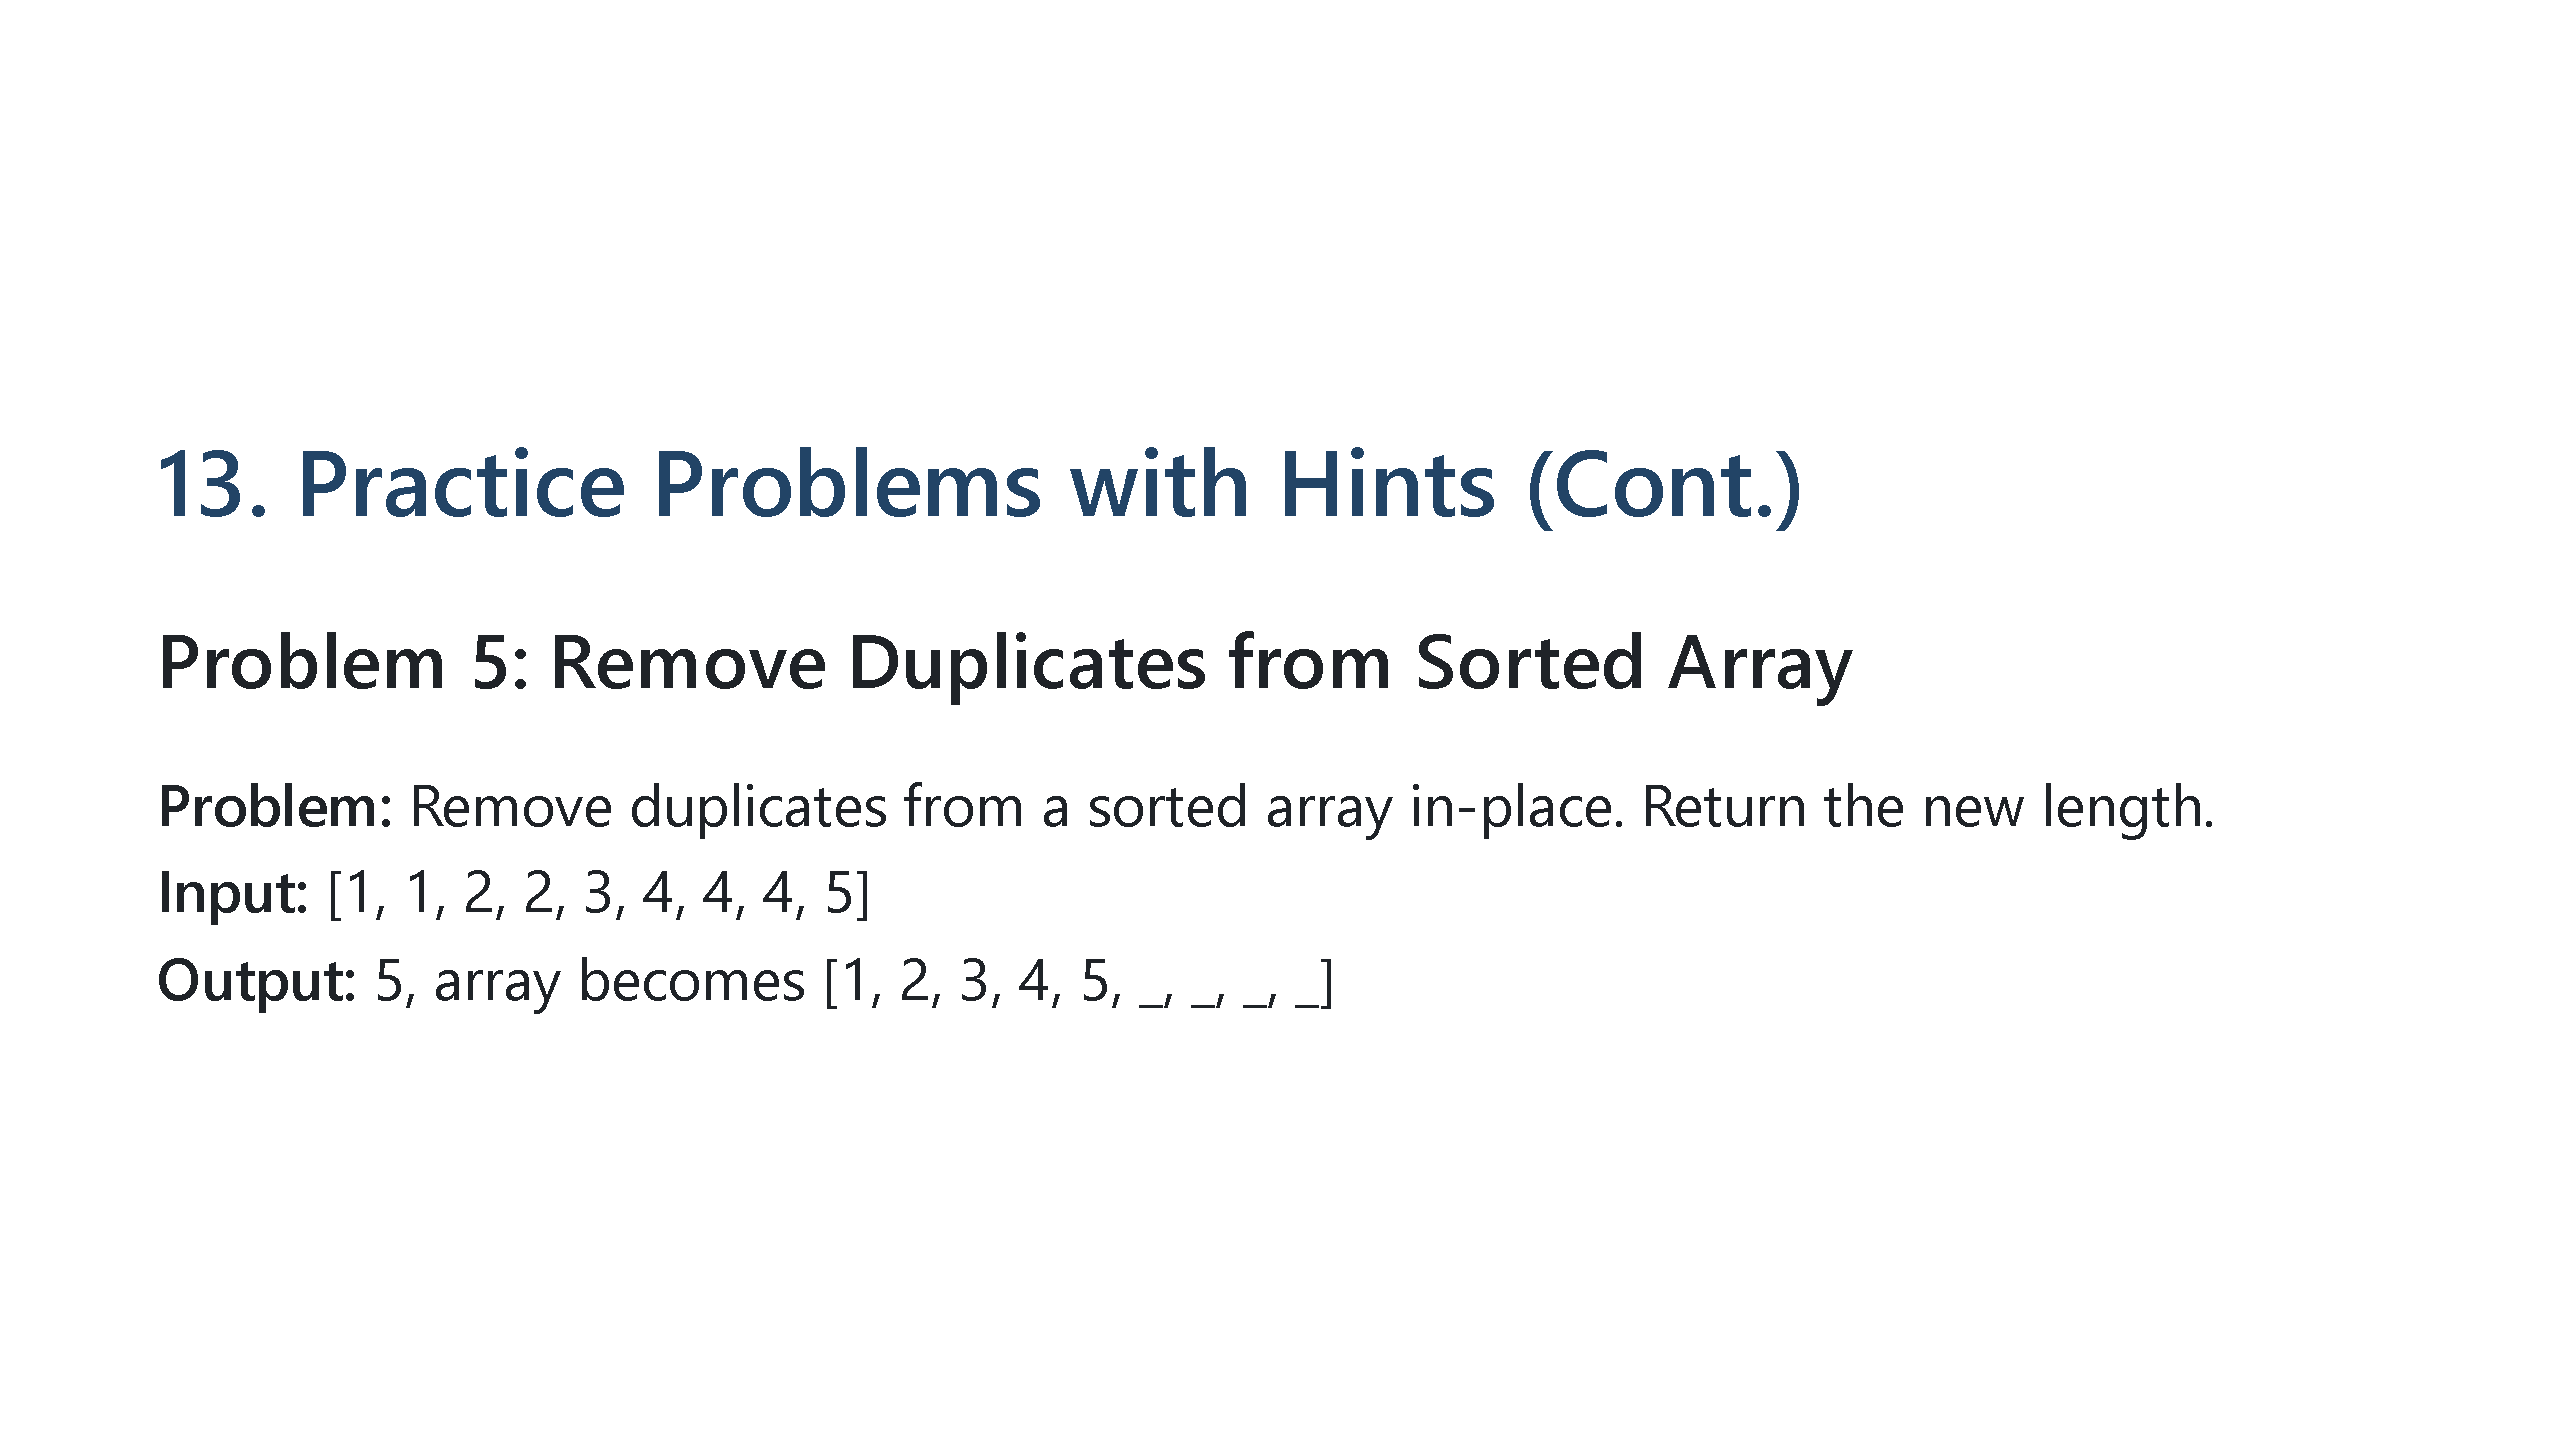 13. Practice Problems with Hints (Cont.)
Problem 5: Remove Duplicates from Sorted Array
Problem: Remove duplicates from a sorted array in-place. Return the new length.
Input: [1, 1, 2, 2, 3, 4, 4, 4, 5]
Output: 5, array becomes [1, 2, 3, 4, 5, _, _, _, _]